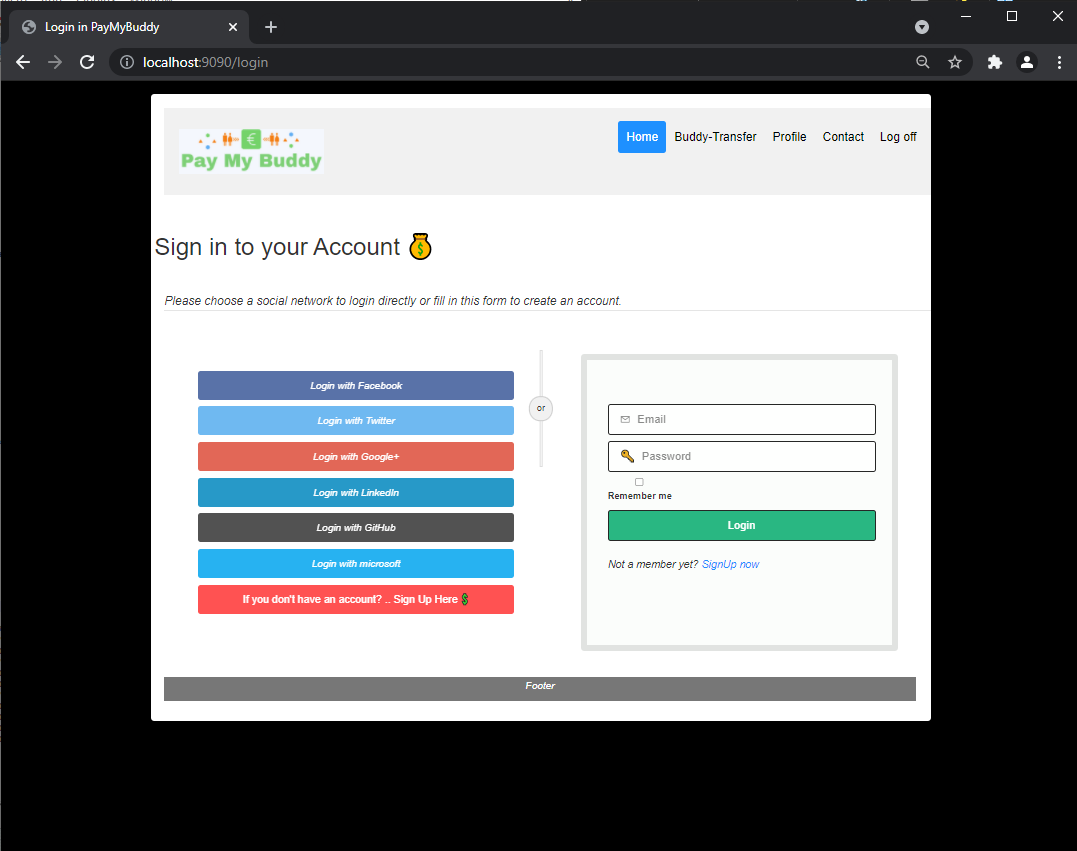 Login in PayMyBuddy
localhost:9090/login
Pay My Buddy
Home Buddy-Transfer Profile Contact Log off
Sign in to your Account
Please choose a social network to login directly or fill in this form to create an account.
Login with Facebook
Login with Twitter
Login with Google+
Login with LinkedIn
Login with GitHub
Login with microsoft
If you don't have an account? .. Sign Up Here
or
Email
Password
Remember me
Login
Not a member yet? SignUp now
Footer